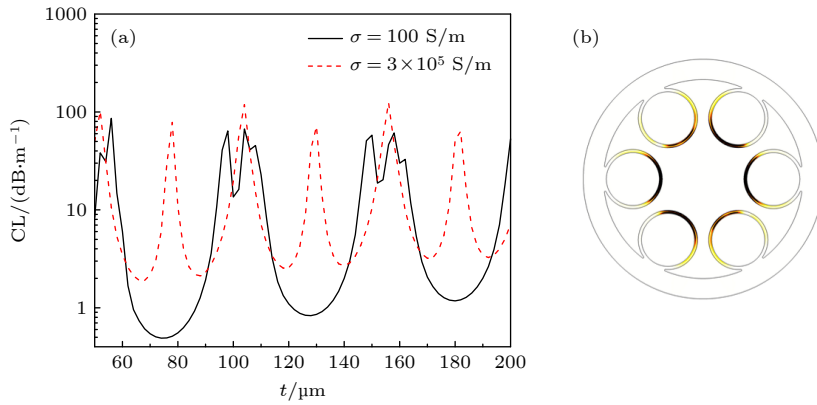 (a)
σ = 100 S/m
σ = 3×10⁵ S/m
(b)
1000
100
10
1
CL/(dB·m⁻¹)
60 80 100 120 140 160 180 200
t/μm